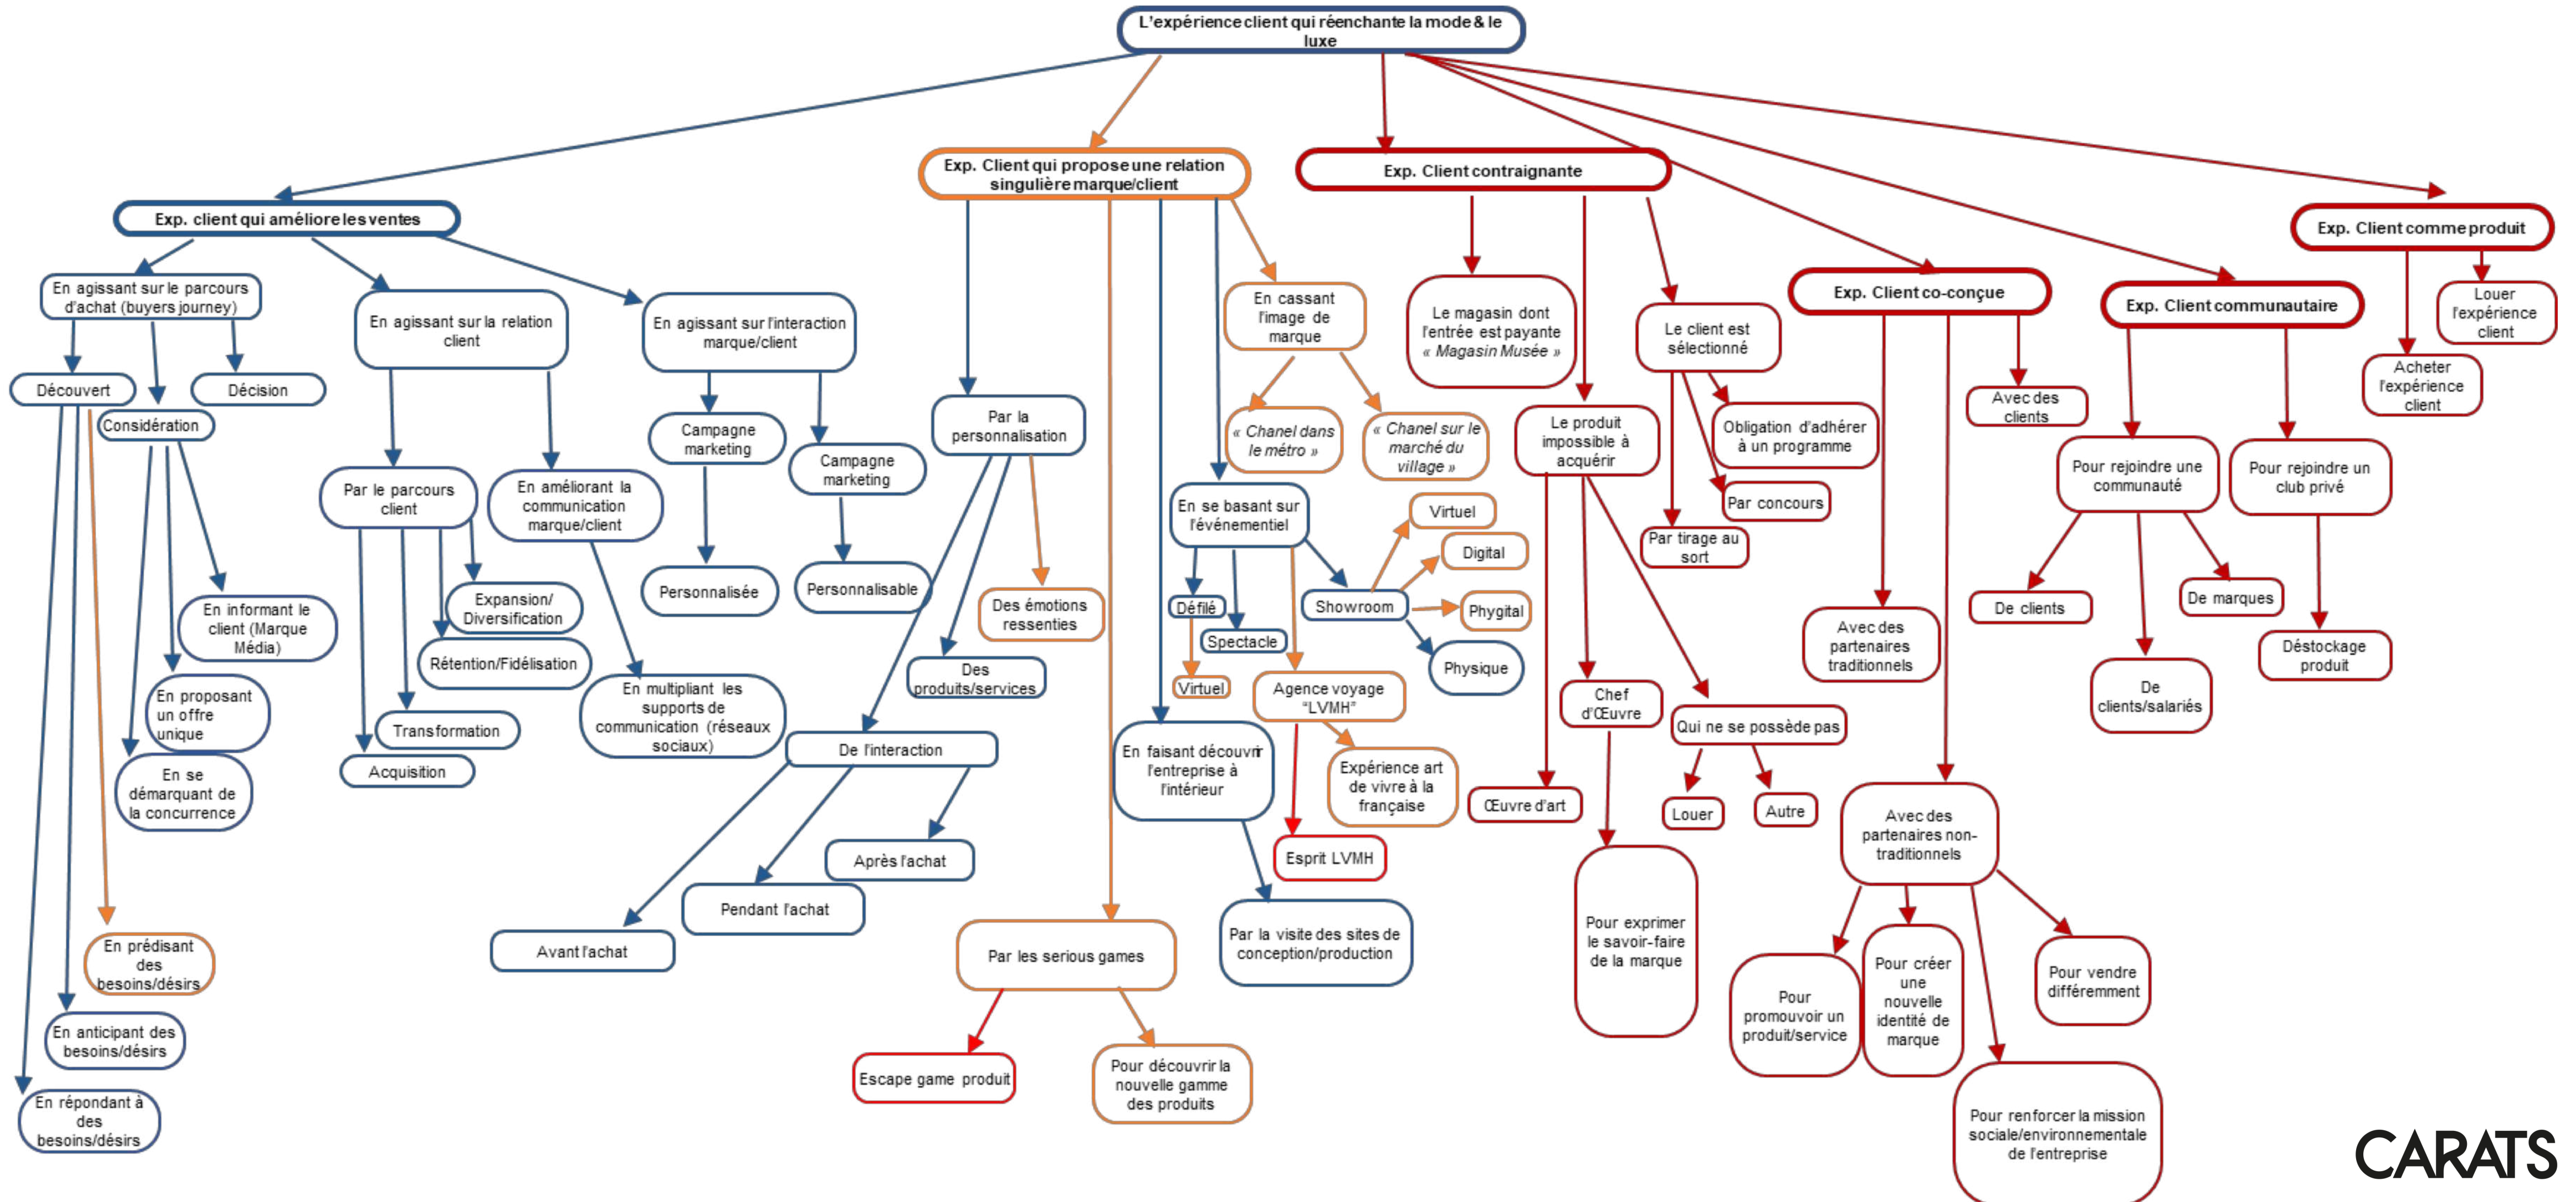 L'expérience client qui réenchante la mode & le
luxe
Exp. client qui améliore les ventes
Exp. Client qui propose une relation
singulière marque/client
Exp. Client contraignante
Exp. Client co-conçue
Exp. Client communautaire
Exp. Client comme produit
En agissant sur le parcours
d'achat (buyers journey)
En agissant sur la relation
client
En agissant sur l'interaction
marque/client
Découvert
Considération
Décision
En informant le
client (Marque
Média)
En proposant
un offre
unique
En se
démarquant de
la concurrence
En prédisant
des
besoins/désirs
En anticipant des
besoins/désirs
En répondant à
des
besoins/désirs
Par le parcours
client
En améliorant la
communication
marque/client
Expansion/
Diversification
Rétention/Fidélisation
Transformation
Acquisition
En multipliant les
supports de
communication (réseaux
sociaux)
Campagne
marketing
Campagne
marketing
Personnalisée
Personnalisable
Par la
personnalisation
Des émotions
ressenties
Des
produits/services
De l'interaction
Après l'achat
Pendant l'achat
Avant l'achat
Par les serious games
Escape game produit
Pour découvrir la
nouvelle gamme
des produits
En faisant découvrir
l'entreprise à
l'intérieur
Par la visite des sites de
conception/production
En se basant sur
l'événementiel
Défilé
Virtuel
Spectacle
Agence voyage
“LVMH”
Esprit LVMH
Expérience art
de vivre à la
française
Showroom
Virtuel
Digital
Phygital
Physique
En cassant
l'image de
marque
« Chanel dans
le métro »
« Chanel sur le
marché du
village »
Le magasin dont
l'entrée est payante
« Magasin Musée »
Le produit
impossible à
acquérir
Œuvre d'art
Chef
d'Œuvre
Pour exprimer
le savoir-faire
de la marque
Qui ne se possède pas
Louer
Autre
Le client est
sélectionné
Obligation d'adhérer
à un programme
Par concours
Par tirage au
sort
Avec des
clients
Avec des
partenaires
traditionnels
Avec des
partenaires non-
traditionnels
Pour
promouvoir un
produit/service
Pour créer
une
nouvelle
identité de
marque
Pour renforcer la mission
sociale/environnementale
de l'entreprise
Pour vendre
différemment
Pour rejoindre une
communauté
De clients
De
clients/salariés
De marques
Pour rejoindre un
club privé
Déstockage
produit
Acheter
l'expérience
client
Louer
l'expérience
client
CARATS